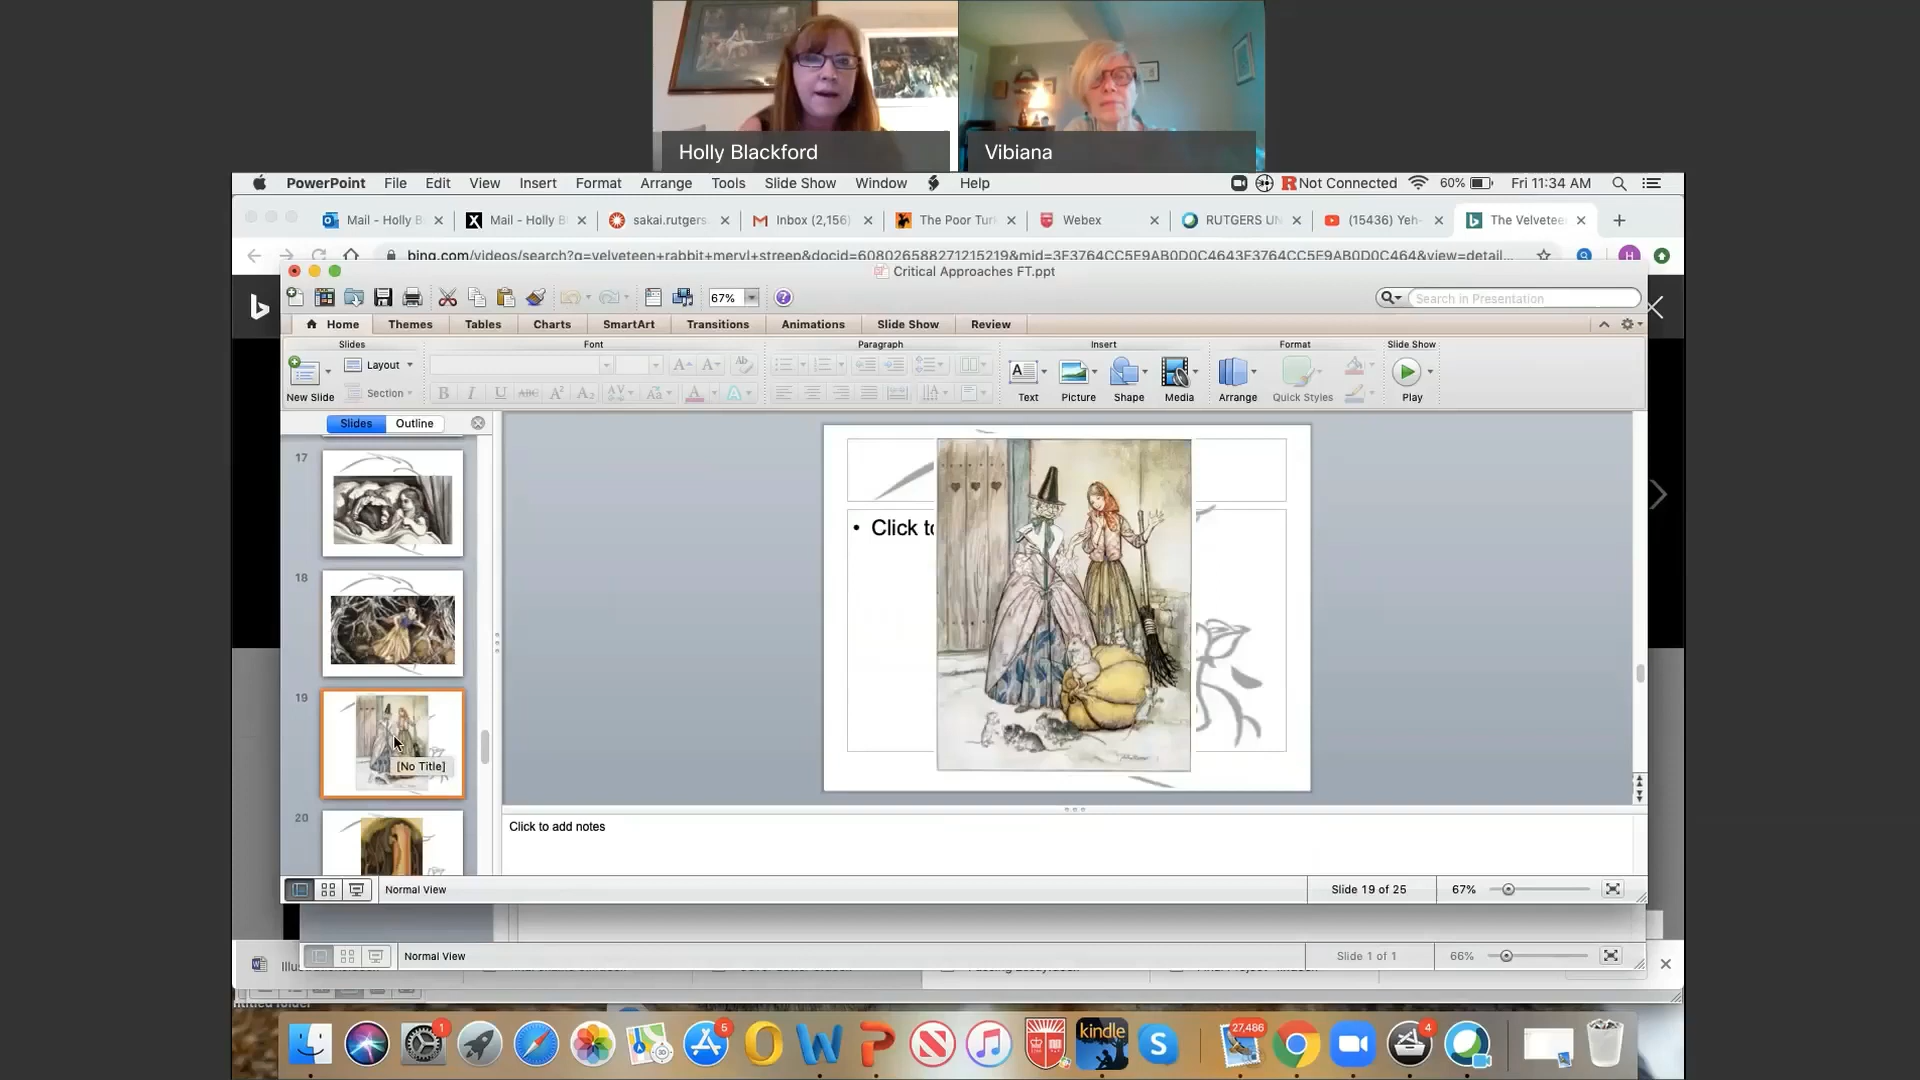 Holly Blackford
Vibiana
PowerPoint File Edit View Insert Format Arrange Tools Slide Show Window Help
Not Connected 60% Fri 11:34 AM
Mail - Holly B
Mail - Holly B
sakai.rutgers.
Inbox (2,156)
The Poor Tur
Webex
RUTGERS UN
(15436) Yeh-
The Velvetee
H
Critical Approaches FT.ppt
67%
Search in Presentation
Home Themes Tables Charts SmartArt Transitions Animations Slide Show Review
Slides Font Paragraph Insert Format Slide Show
Layout
Section
New Slide
Text Picture Shape Media Arrange Quick Styles Play
Slides Outline
17
18
19
[No Title]
20
• Click to
Click to add notes
Normal View
Slide 19 of 25
67%
Normal View
Slide 1 of 1
66%
1
5
kindle
27,486
4